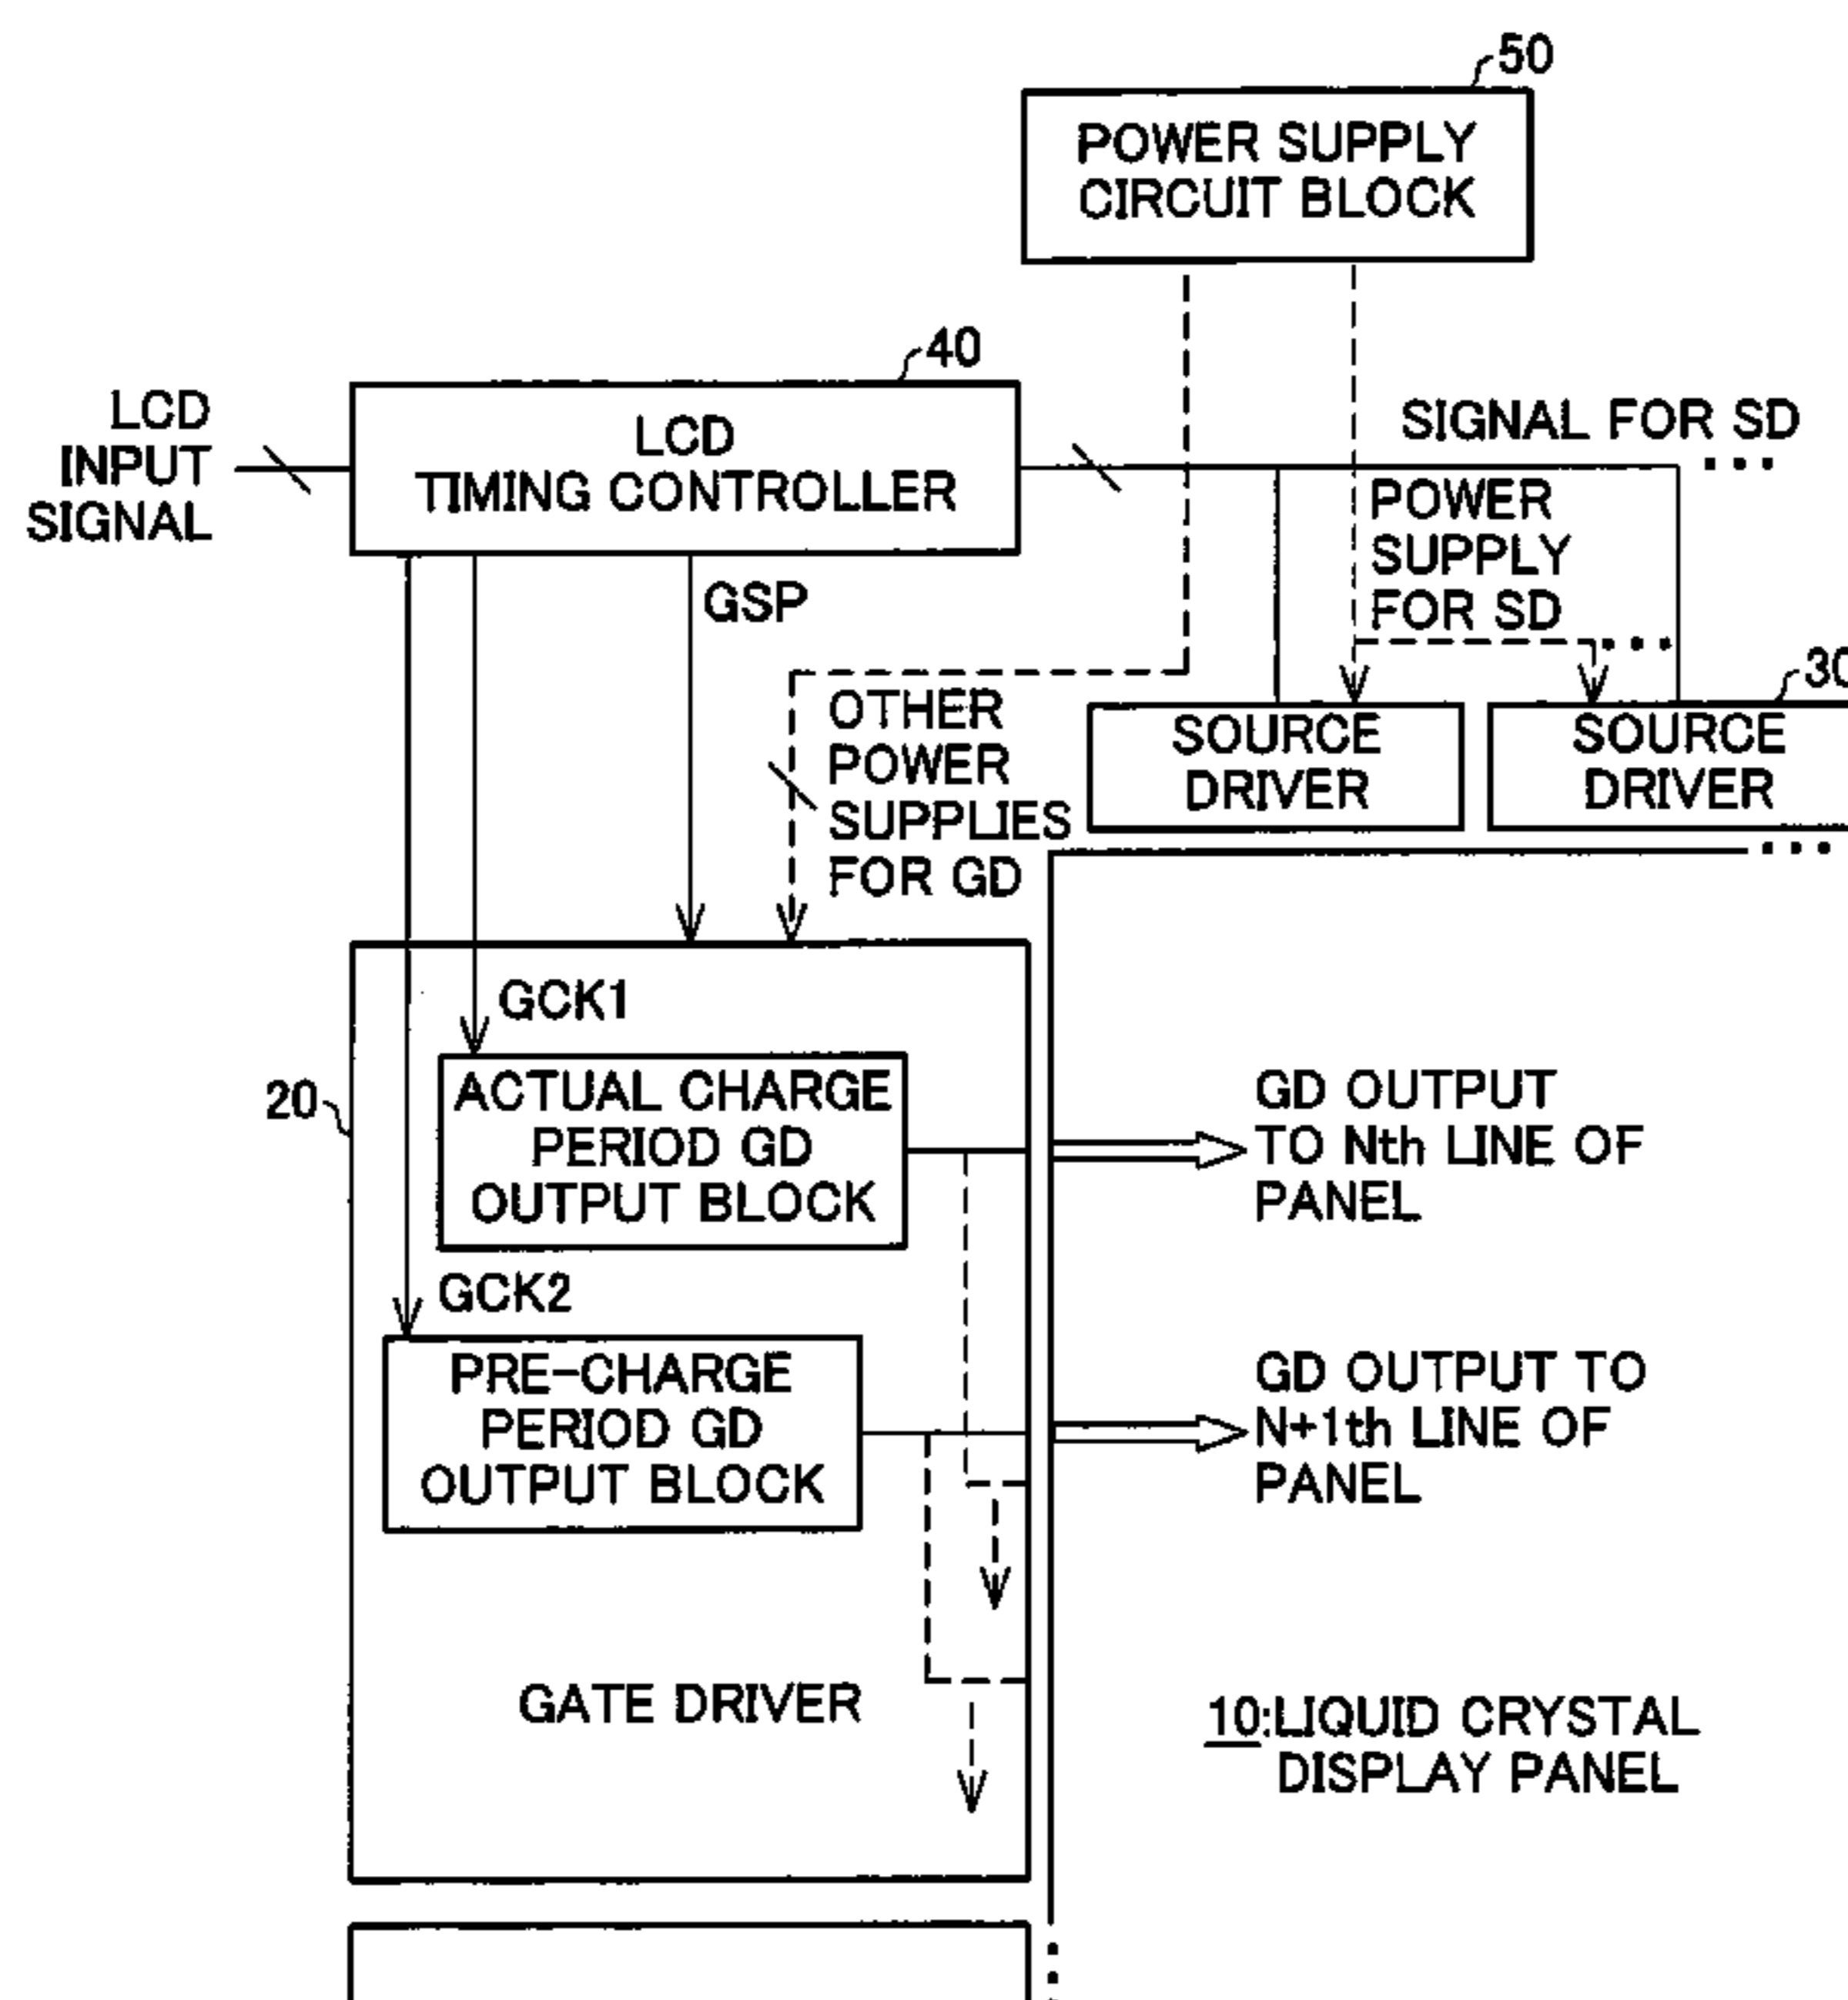 50
POWER SUPPLY
CIRCUIT BLOCK
40
LCD
INPUT
SIGNAL
LCD
TIMING CONTROLLER
SIGNAL FOR SD
...
POWER
SUPPLY
FOR SD
...
GSP
30
OTHER
POWER
SUPPLIES
FOR GD
SOURCE
DRIVER
SOURCE
DRIVER
...
GCK1
20
ACTUAL CHARGE
PERIOD GD
OUTPUT BLOCK
GD OUTPUT
TO Nth LINE OF
PANEL
GCK2
PRE-CHARGE
PERIOD GD
OUTPUT BLOCK
GD OUTPUT TO
N+1th LINE OF
PANEL
GATE DRIVER
10:LIQUID CRYSTAL
DISPLAY PANEL